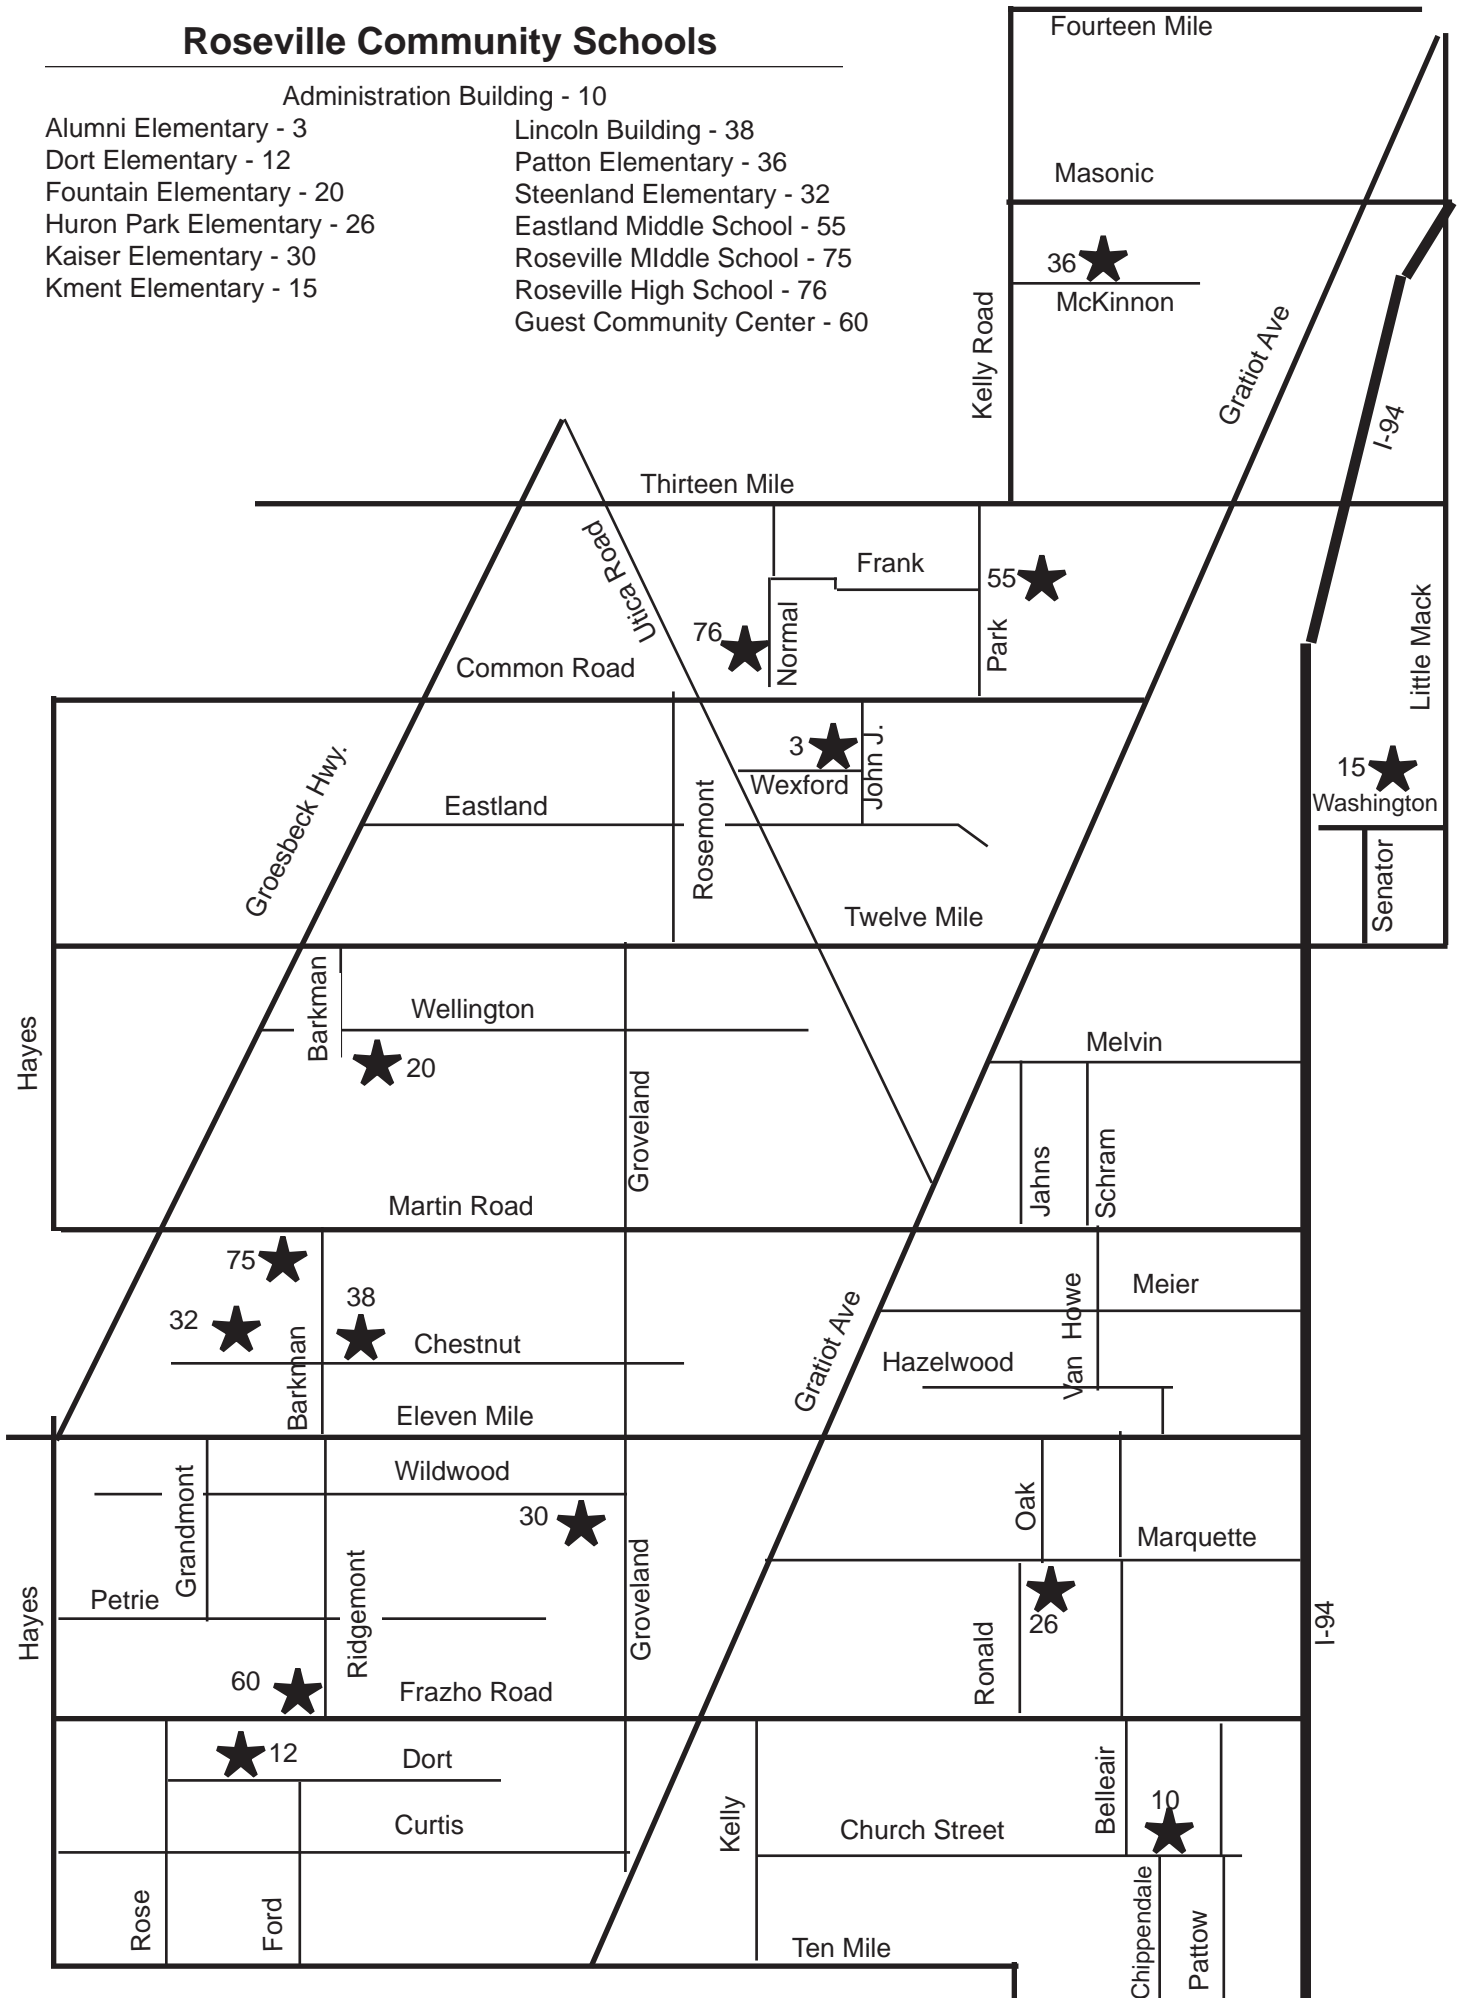 Roseville Community Schools
Administration Building - 10
Alumni Elementary - 3
Dort Elementary - 12
Fountain Elementary - 20
Huron Park Elementary - 26
Kaiser Elementary - 30
Kment Elementary - 15
Lincoln Building - 38
Patton Elementary - 36
Steenland Elementary - 32
Eastland Middle School - 55
Roseville MIddle School - 75
Roseville High School - 76
Guest Community Center - 60
Fourteen Mile
Masonic
36
McKinnon
Kelly Road
Gratiot Ave
I-94
Thirteen Mile
Utica Road
Frank
55
76
Normal
Park
Little Mack
Common Road
3
Wexford
John J.
15
Washington
Groesbeck Hwy.
Eastland
Rosemont
Senator
Twelve Mile
Hayes
Barkman
Wellington
20
Groveland
Melvin
Jahns
Schram
Martin Road
75
32
38
Barkman
Chestnut
Gratiot Ave
Van Howe
Meier
Hazelwood
Eleven Mile
Wildwood
Grandmont
30
Oak
Marquette
Hayes
Petrie
Ridgemont
Groveland
Ronald
26
I-94
60
Frazho Road
12
Dort
Curtis
Kelly
Church Street
Belleair
10
Rose
Ford
Ten Mile
Chippendale
Pattow